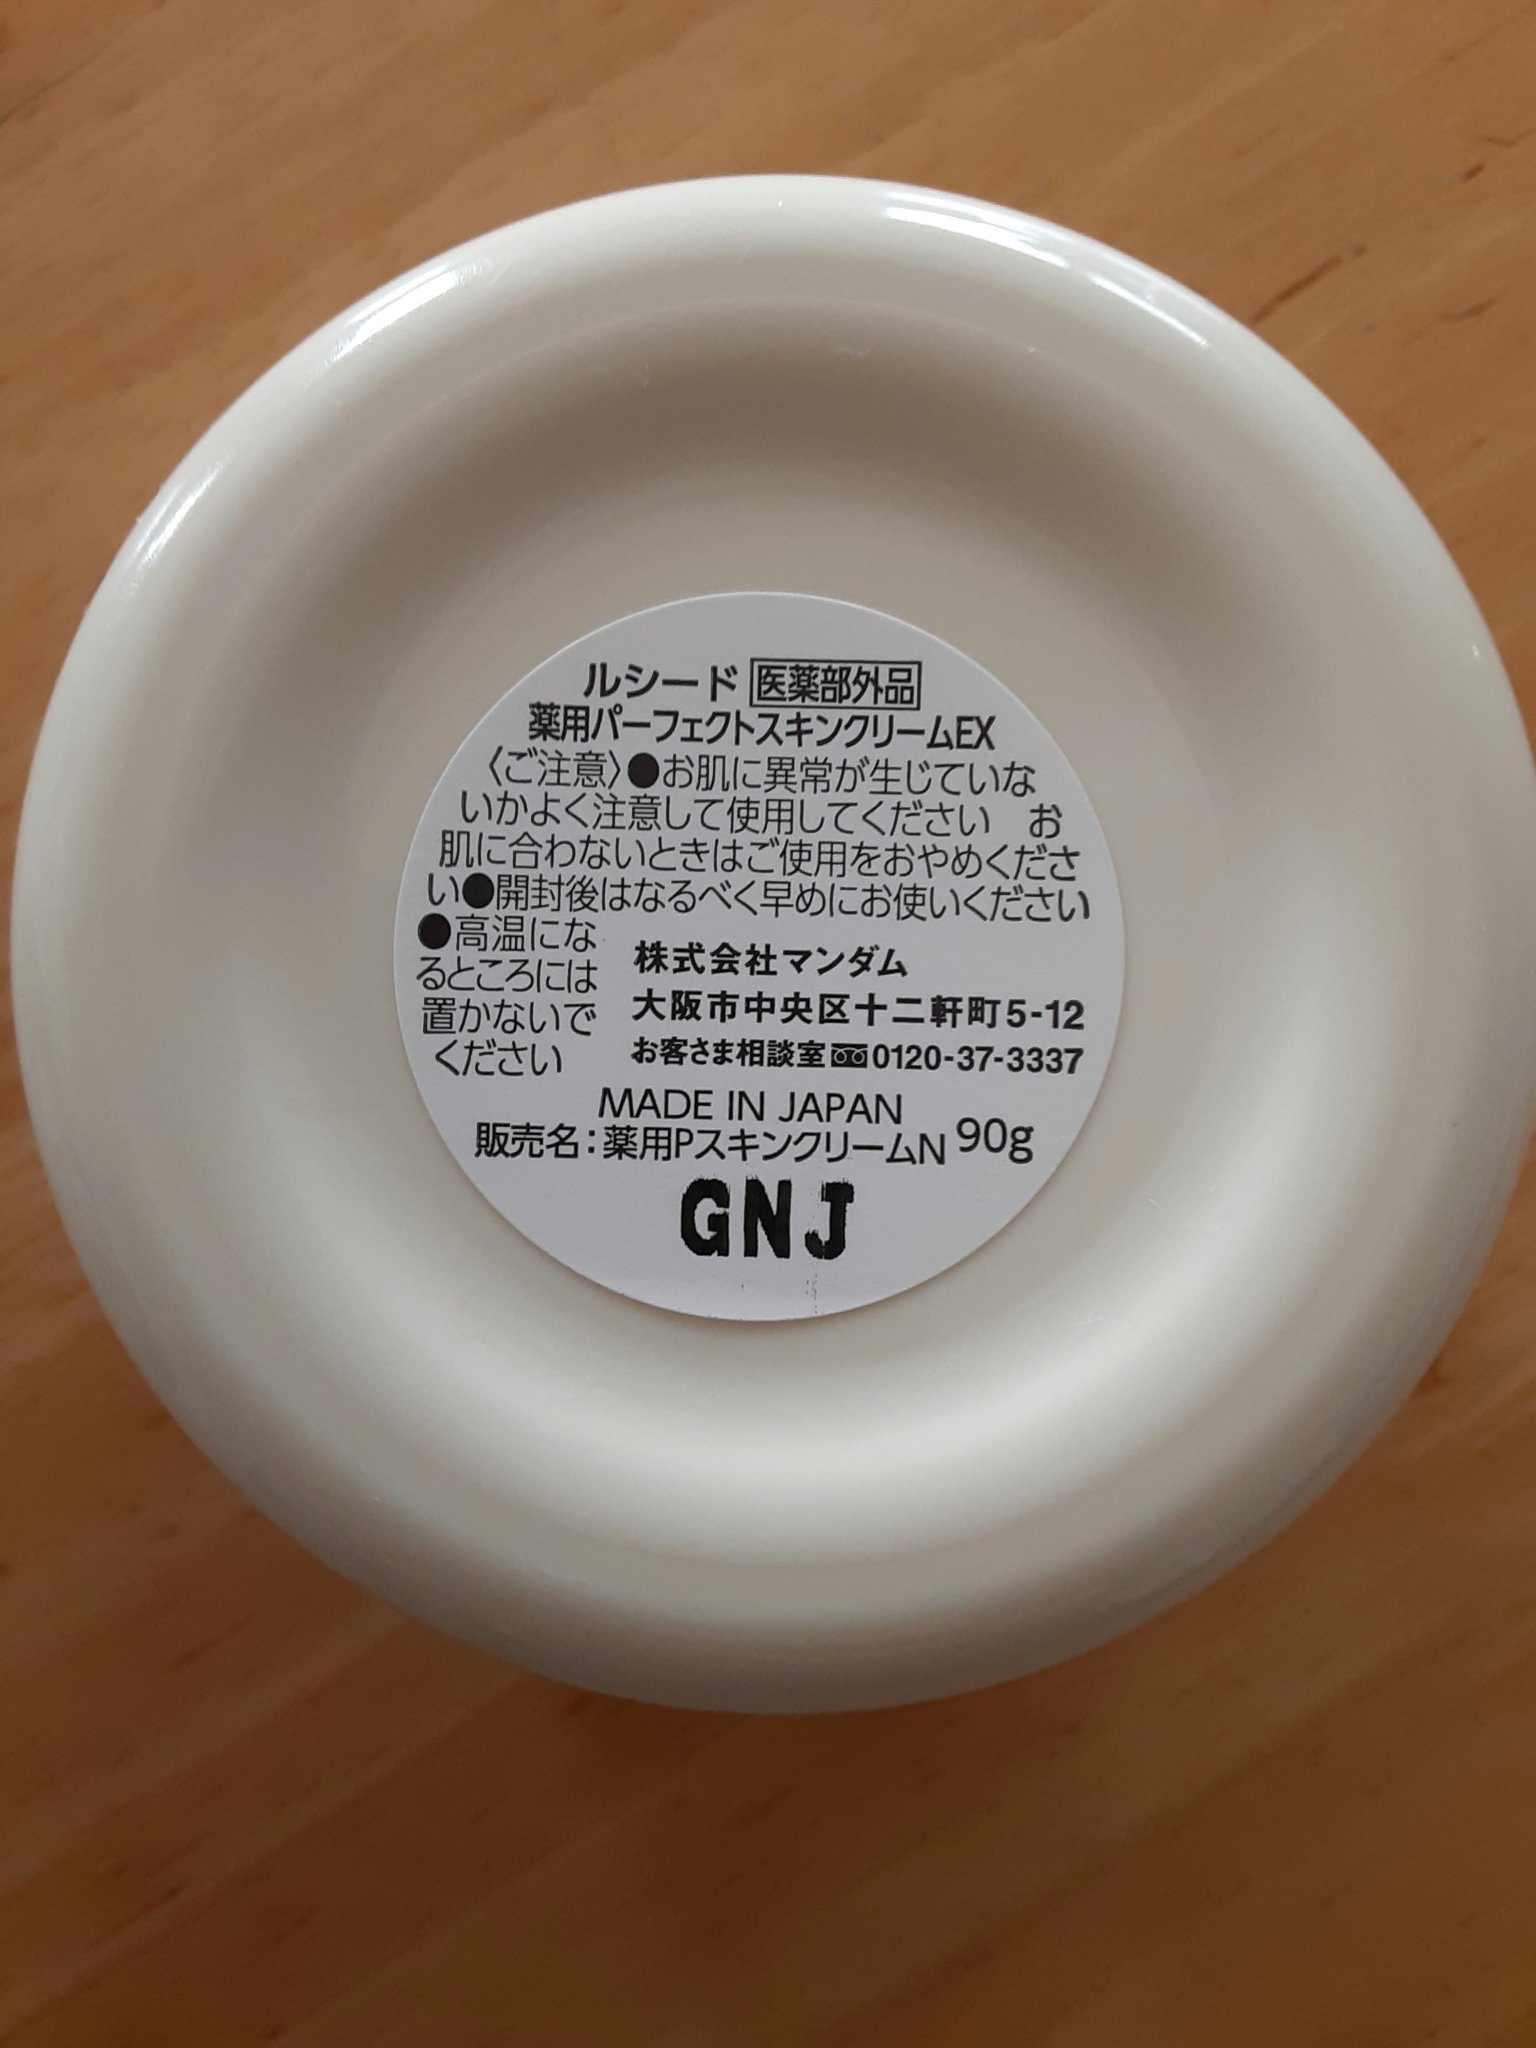 ルシード 医薬部外品
薬用パーフェクトスキンクリームEX
〈ご注意〉●お肌に異常が生じていな
いかよく注意して使用してください　お
肌に合わないときはご使用をおやめくださ
い●開封後はなるべく早めにお使いください
●高温にな
るところには
置かないで
ください
株式会社マンダム
大阪市中央区十二軒町5-12
お客さま相談室 0120-37-3337
MADE IN JAPAN
販売名：薬用PスキンクリームN 90g
GNJ